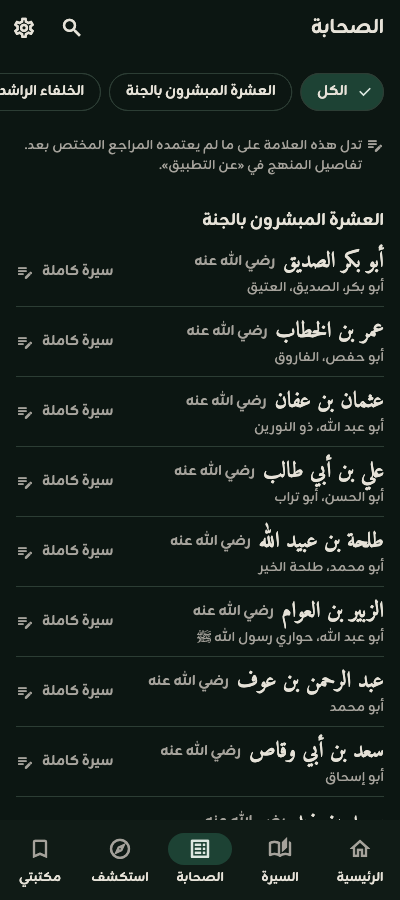 الصحابة
الكل
العشرة المبشرون بالجنة
الخلفاء الراشد
تدل هذه العلامة على ما لم يعتمده المراجع المختص بعد.
تفاصيل المنهج في «عن التطبيق».
العشرة المبشرون بالجنة
أبو بكر الصديق رضي الله عنه
أبو بكر، الصديق، العتيق
سيرة كاملة
عمر بن الخطاب رضي الله عنه
أبو حفص، الفاروق
سيرة كاملة
عثمان بن عفان رضي الله عنه
أبو عبد الله، ذو النورين
سيرة كاملة
علي بن أبي طالب رضي الله عنه
أبو الحسن، أبو تراب
سيرة كاملة
طلحة بن عبيد الله رضي الله عنه
أبو محمد، طلحة الخير
سيرة كاملة
الزبير بن العوام رضي الله عنه
أبو عبد الله، حواري رسول الله ﷺ
سيرة كاملة
عبد الرحمن بن عوف رضي الله عنه
أبو محمد
سيرة كاملة
سعد بن أبي وقاص رضي الله عنه
أبو إسحاق
سيرة كاملة
الرئيسية
السيرة
الصحابة
استكشف
مكتبتي